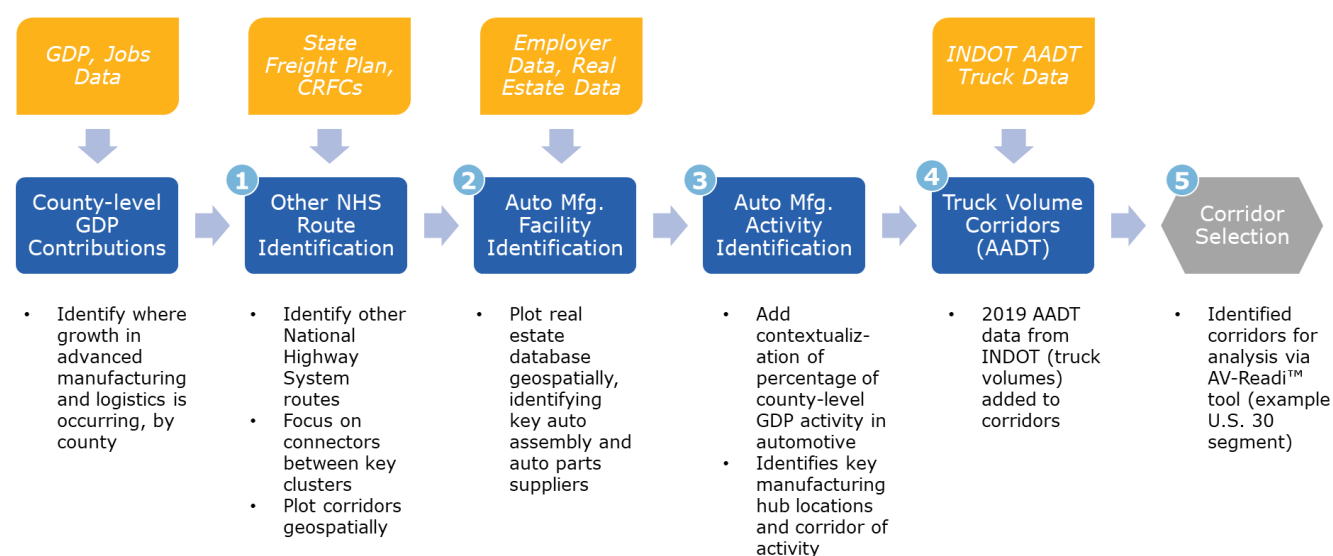 GDP, Jobs
Data
State
Freight Plan,
CRFCs
Employer
Data, Real
Estate Data
INDOT AADT
Truck Data
County-level
GDP
Contributions
1
Other NHS
Route
Identification
2
Auto Mfg.
Facility
Identification
3
Auto Mfg.
Activity
Identification
4
Truck Volume
Corridors
(AADT)
5
Corridor
Selection
• Identify where
growth in
advanced
manufacturing
and logistics is
occurring, by
county
• Identify other
National
Highway
System
routes
• Focus on
connectors
between key
clusters
• Plot corridors
geospatially
• Plot real
estate
database
geospatially,
identifying
key auto
assembly and
auto parts
suppliers
• Add
contextualiz-
ation of
percentage of
county-level
GDP activity in
automotive
• Identifies key
manufacturing
hub locations
and corridor of
activity
• 2019 AADT
data from
INDOT (truck
volumes)
added to
corridors
• Identified
corridors for
analysis via
AV-Readi™
tool (example
U.S. 30
segment)